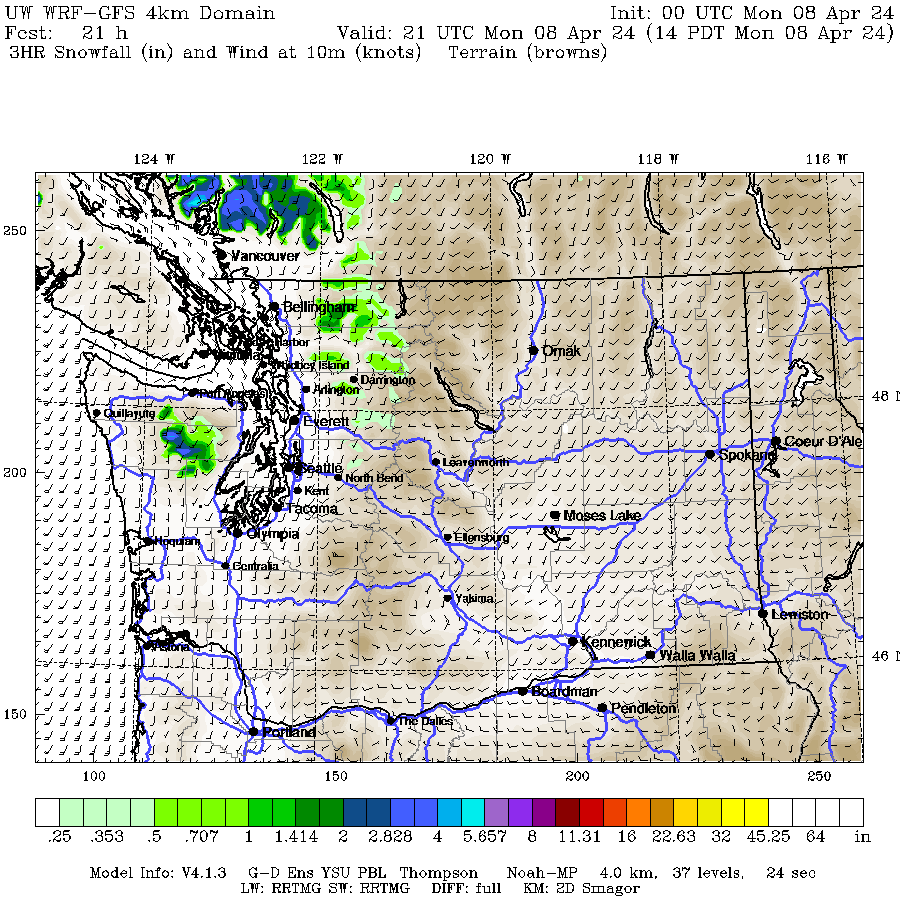 UW WRF-GFS 4km Domain Init: 00 UTC Mon 08 Apr 24
Fcst: 21 h Valid: 21 UTC Mon 08 Apr 24 (14 PDT Mon 08 Apr 24)
3HR Snowfall (in) and Wind at 10m (knots) Terrain (browns)
124 W 122 W 120 W 118 W 116 W
250
Vancouver
Bellingham
Harbor
Omak
Whidbey Island
Darrington
Arlington
Port Angeles
48 N
Quillayute
Everett
Coeur D'Alene
Spokane
Leavenworth
200
Seattle
North Bend
Kent
Tacoma
Moses Lake
Olympia
Ellensburg
Hoquiam
Centralia
Yakima
Lewiston
Kennewick
Astoria
Walla Walla
46 N
Boardman
Pendleton
150
The Dalles
Portland
100 150 200 250
.25 .353 .5 .707 1 1.414 2 2.828 4 5.657 8 11.31 16 22.63 32 45.25 64 in
Model Info: V4.1.3 G-D Ens YSU PBL Thompson Noah-MP 4.0 km, 37 levels, 24 sec
LW: RRTMG SW: RRTMG DIFF: full KM: 2D Smagor